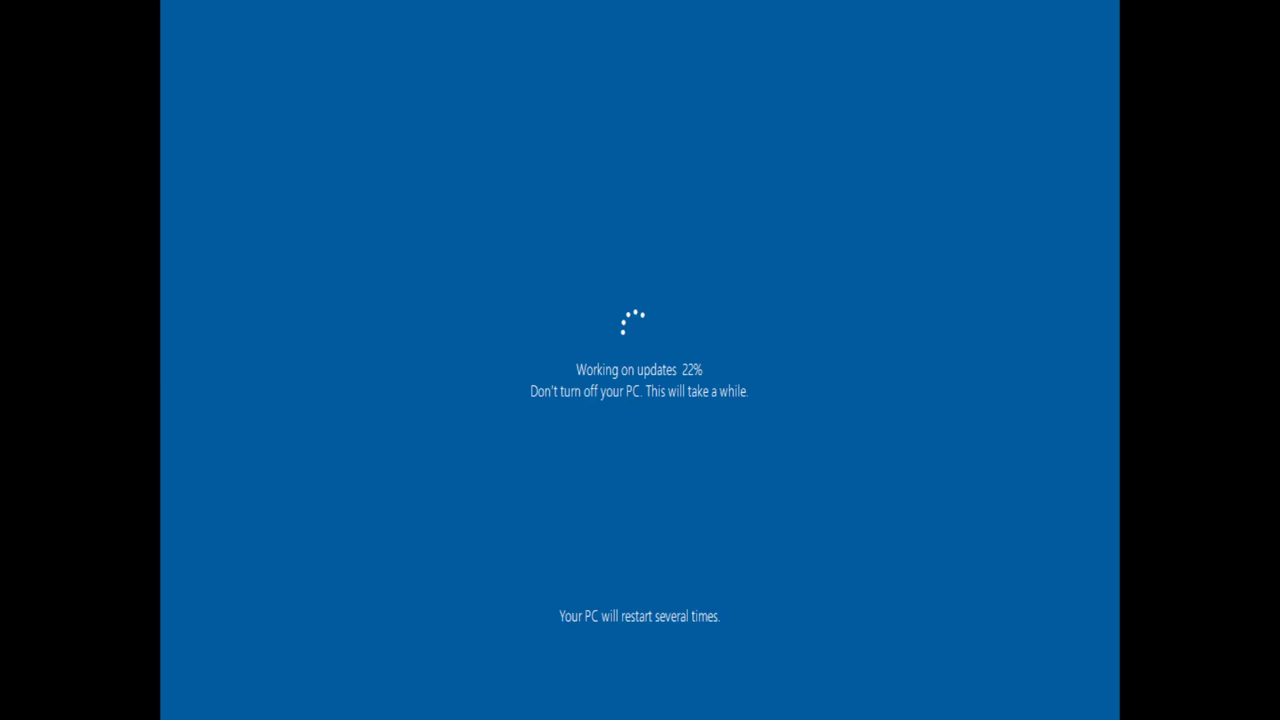 Working on updates 22%
Don't turn off your PC. This will take a while.
Your PC will restart several times.